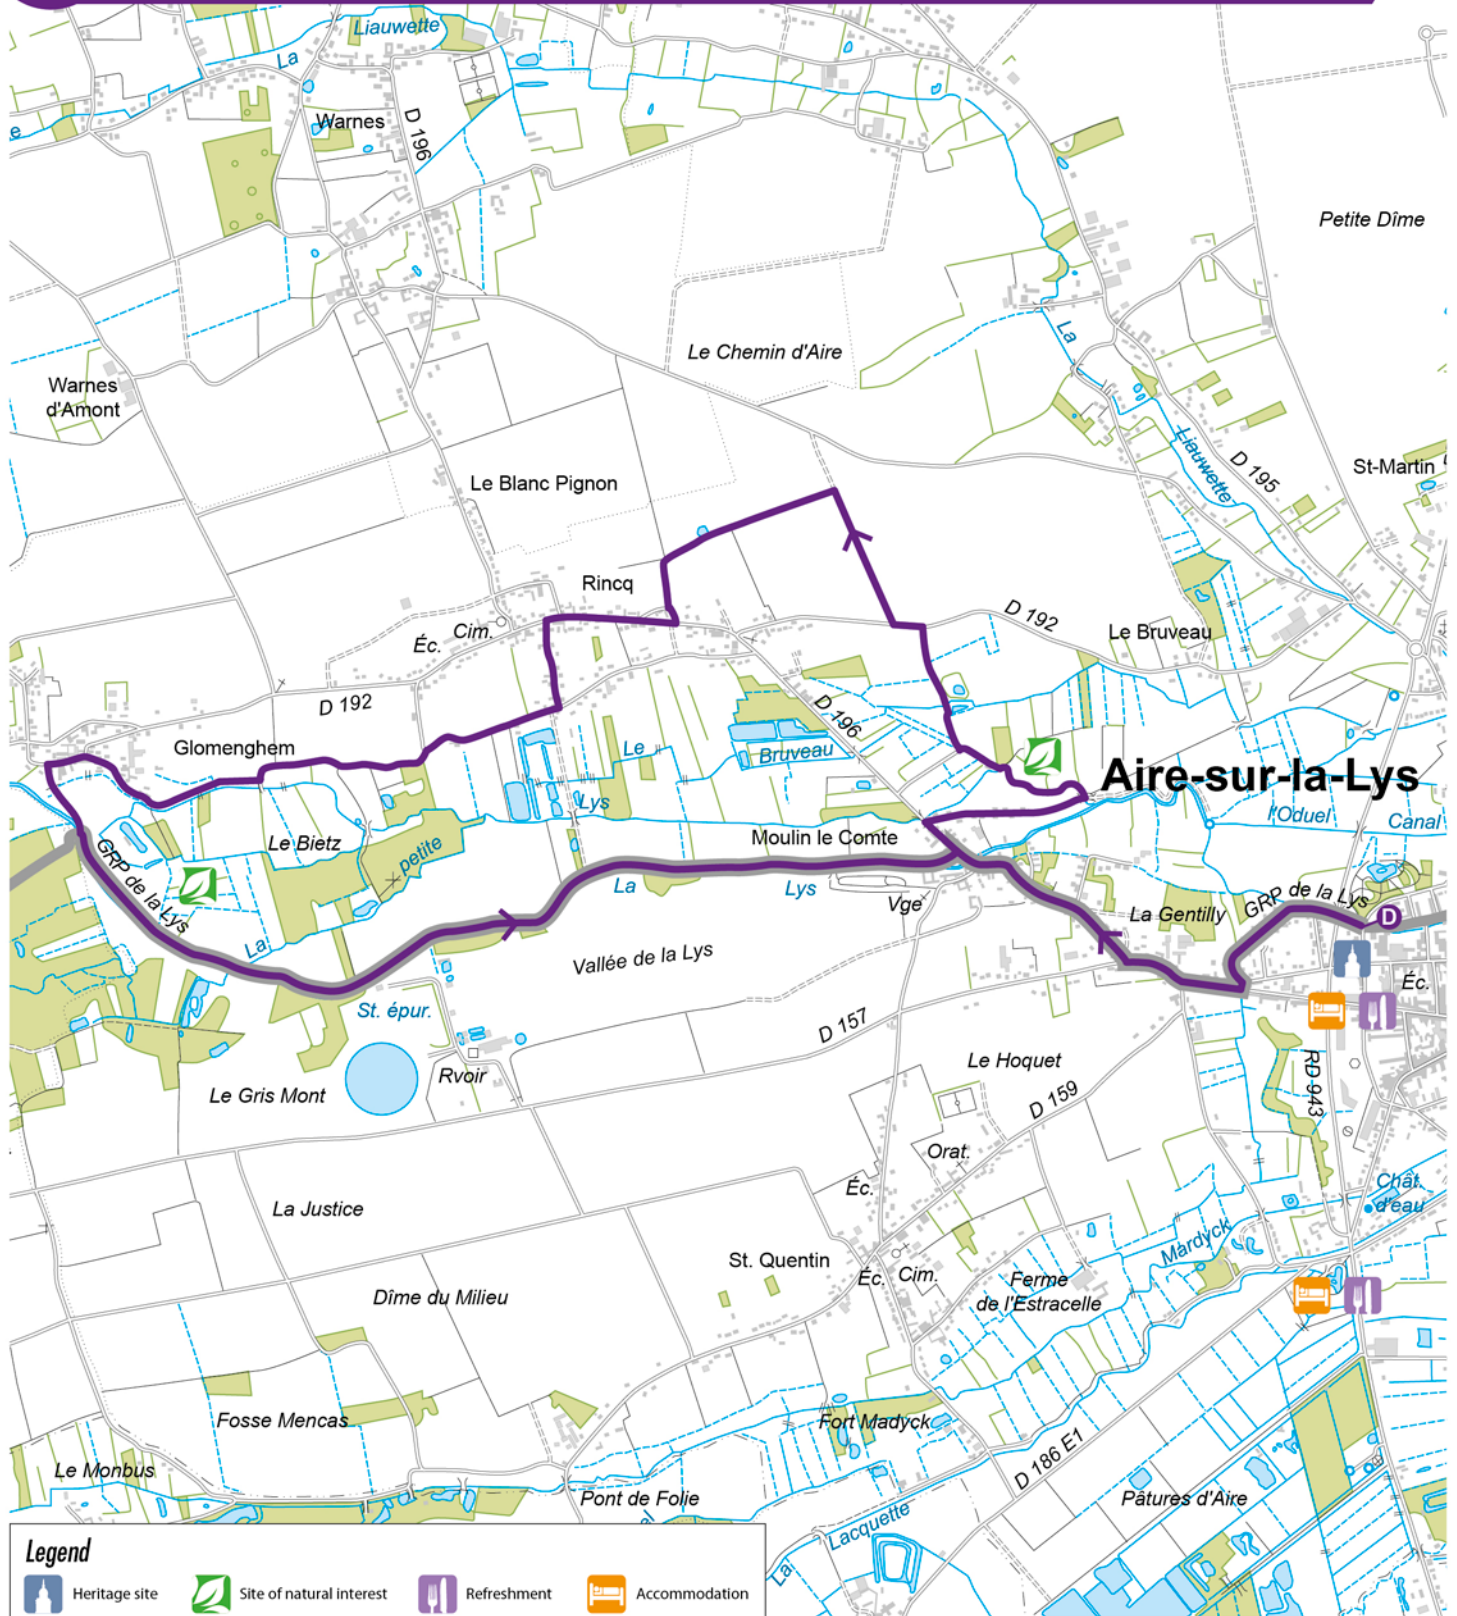 Liauwette
La
e
Warnes
D 196
Petite Dîme
La
Le Chemin d'Aire
Warnes
d'Amont
Liauwette
D 195
St-Martin
Le Blanc Pignon
Rincq
Cim.
Éc.
D 192
Le Bruveau
D 192
D 196
Glomenghem
Le
Bruveau
Aire-sur-la-Lys
Lys
l'Oduel
Canal
Moulin le Comte
Le Bietz
petite
GRP de la Lys
La
Lys
Vge
La Gentilly
GRP de la Lys
D
La
Vallée de la Lys
Éc.
St. épur.
D 157
Le Hoquet
RD 943
Rvoir
Le Gris Mont
D 159
Orat.
Éc.
Chât.
d'eau
La Justice
Mardyck
St. Quentin
Éc.
Cim.
Ferme
de l'Estracelle
Dîme du Milieu
Fosse Mencas
Fort Madyck
D 186 E1
Le Monbus
Pont de Folie
Pâtures d'Aire
el
Lacquette
La
Legend
Heritage site
Site of natural interest
Refreshment
Accommodation